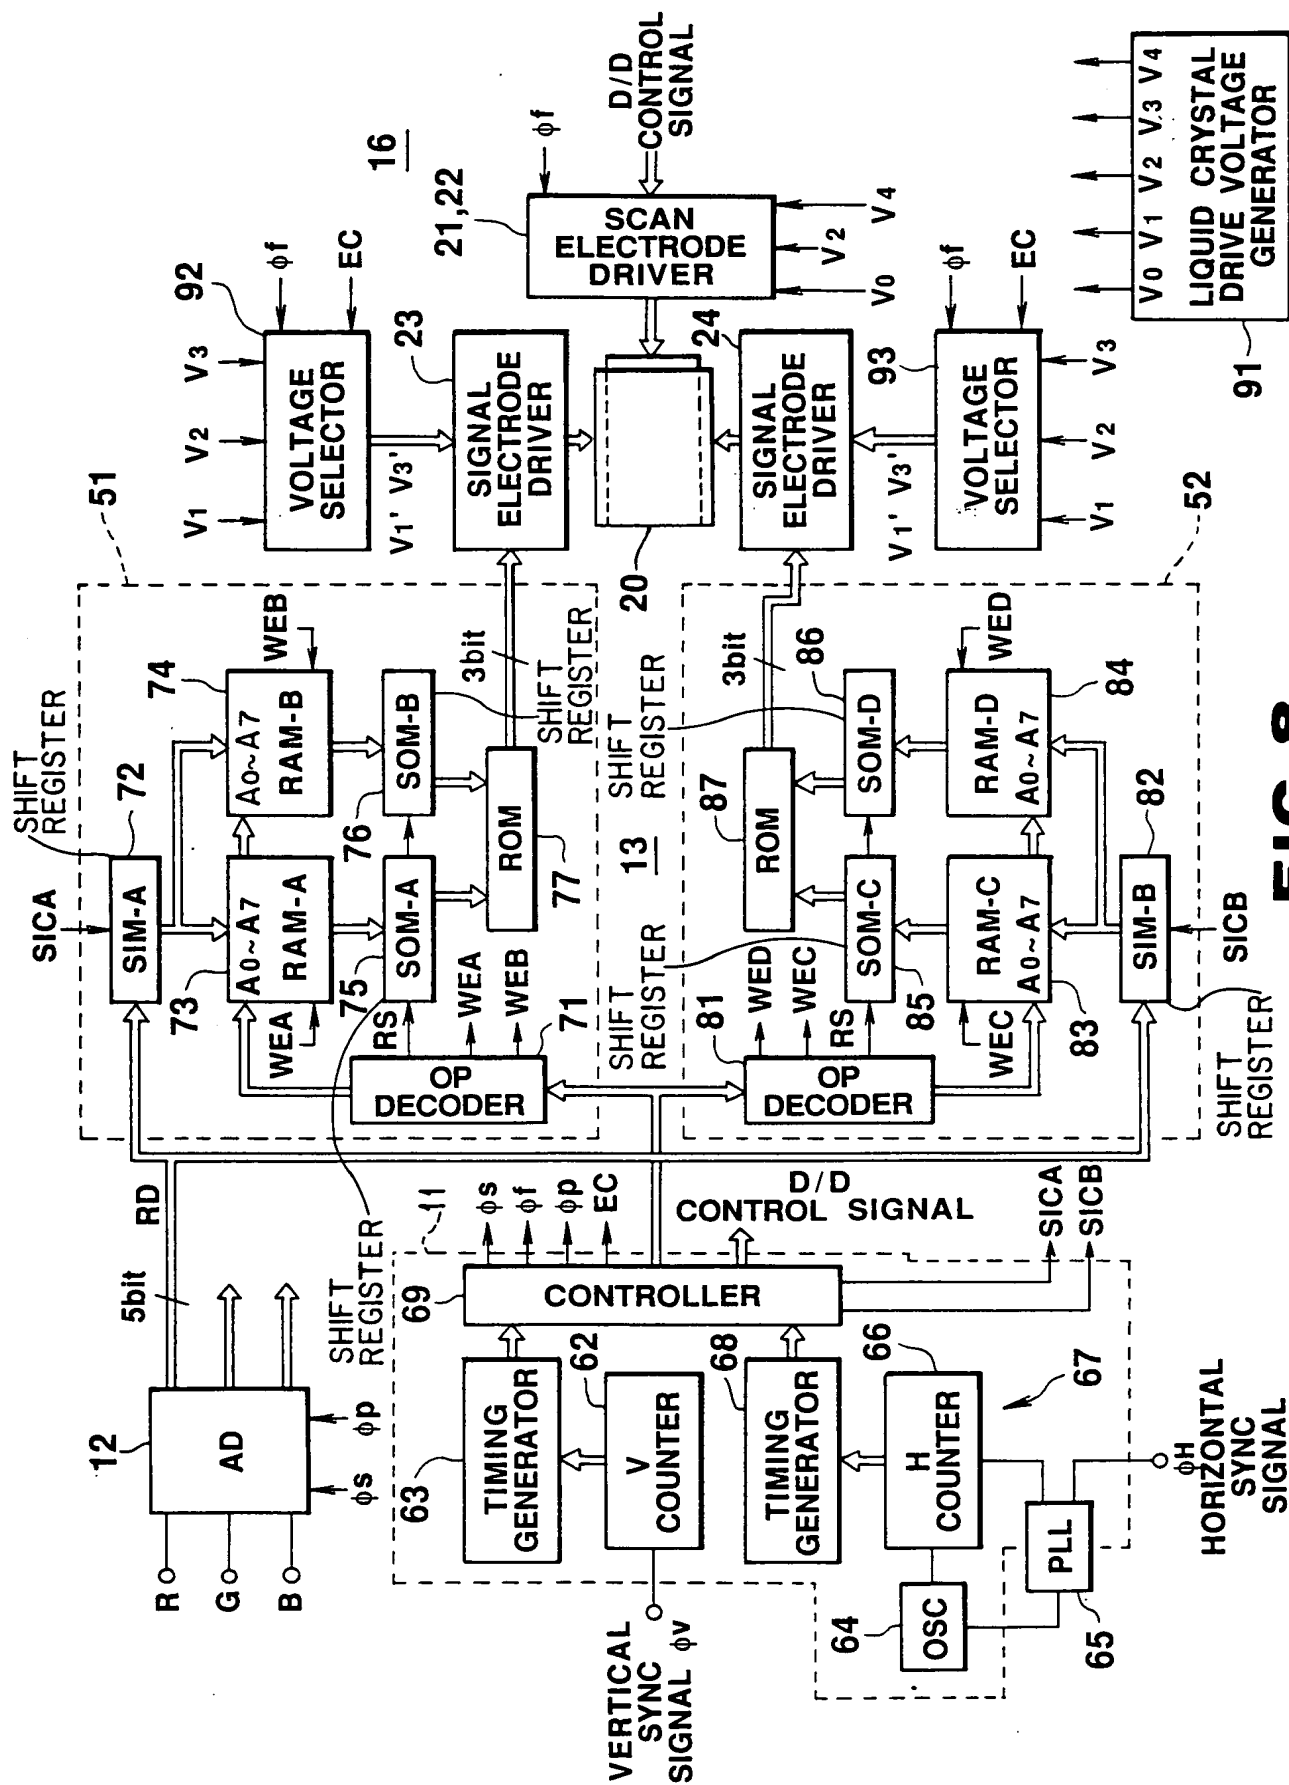 R
G
B
12
AD
φs
φp
5bit
RD
SHIFT
REGISTER
SICA
SIM-A
72
73
A0~A7
RAM-A
WEA
74
A0~A7
RAM-B
WEB
51
75
SOM-A
RS
76
SOM-B
SHIFT
REGISTER
ROM
77
3bit
SHIFT
REGISTER
OP
DECODER
71
WEA
WEB
V1
V2
V3
92
VOLTAGE
SELECTOR
φf
EC
V1' V3'
23
SIGNAL
ELECTRODE
DRIVER
16
21,22
SCAN
ELECTRODE
DRIVER
φf
D/D
CONTROL
SIGNAL
V0
V2
V4
20
24
SIGNAL
ELECTRODE
DRIVER
V1' V3'
93
VOLTAGE
SELECTOR
φf
EC
V1
V2
V3
V0 V1 V2 V3 V4
LIQUID CRYSTAL
DRIVE VOLTAGE
GENERATOR
91
13
SHIFT
REGISTER
SHIFT
REGISTER
52
81
OP
DECODER
WED
WEC
RS
87
ROM
3bit
SOM-C
85
86
SOM-D
RAM-C
A0~A7
WEC
83
RAM-D
A0~A7
WED
84
SIM-B
82
SICB
SHIFT
REGISTER
11
φs
φf
φp
EC
D/D
CONTROL SIGNAL
SICA
SICB
69
CONTROLLER
63
TIMING
GENERATOR
62
V
COUNTER
68
TIMING
GENERATOR
66
H
COUNTER
67
64
OSC
PLL
65
VERTICAL
SYNC
SIGNAL φv
φH
HORIZONTAL
SYNC
SIGNAL